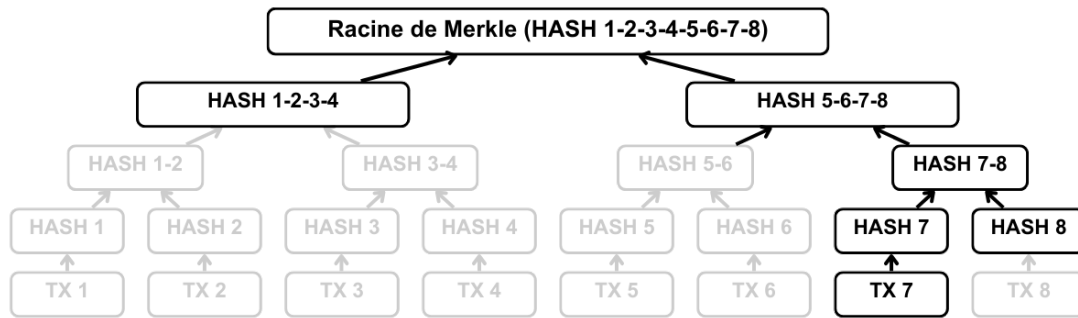 Racine de Merkle (HASH 1-2-3-4-5-6-7-8)
HASH 1-2-3-4
HASH 5-6-7-8
HASH 1-2
HASH 3-4
HASH 5-6
HASH 7-8
HASH 1
HASH 2
HASH 3
HASH 4
HASH 5
HASH 6
HASH 7
HASH 8
TX 1
TX 2
TX 3
TX 4
TX 5
TX 6
TX 7
TX 8